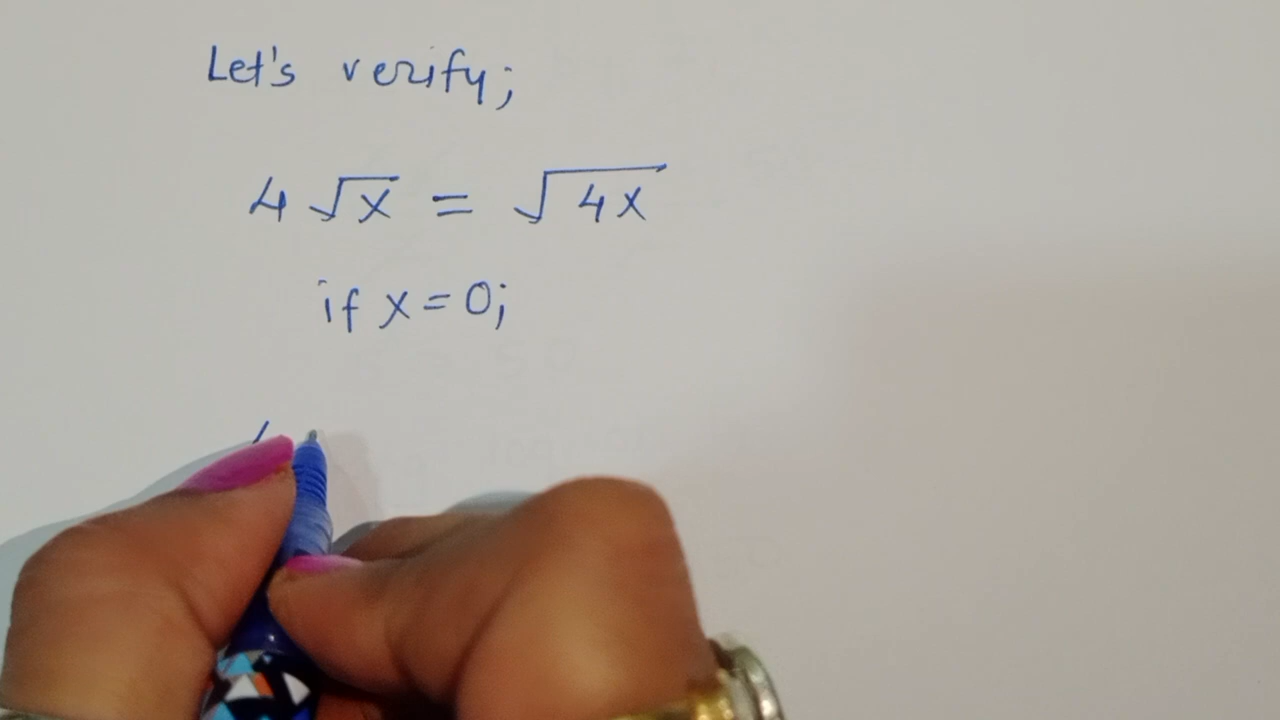 Let's verify;
4 √x = √4x
if x = 0;